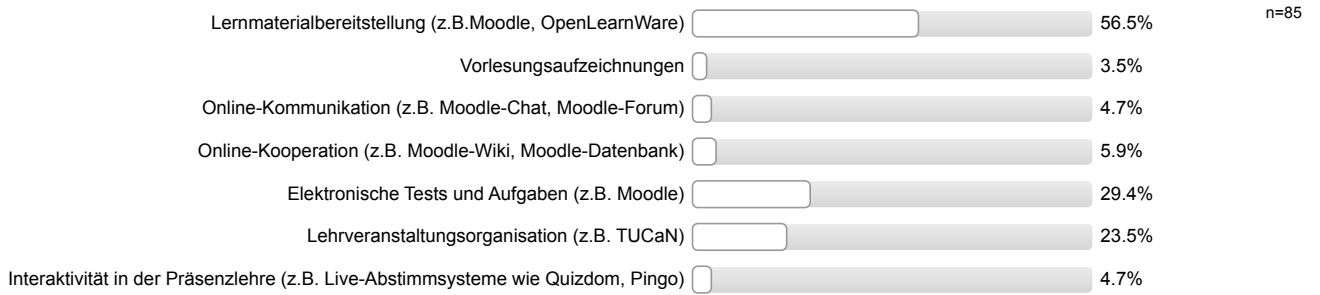 Lernmaterialbereitstellung (z.B.Moodle, OpenLearnWare) 56.5% n=85
Vorlesungsaufzeichnungen 3.5%
Online-Kommunikation (z.B. Moodle-Chat, Moodle-Forum) 4.7%
Online-Kooperation (z.B. Moodle-Wiki, Moodle-Datenbank) 5.9%
Elektronische Tests und Aufgaben (z.B. Moodle) 29.4%
Lehrveranstaltungsorganisation (z.B. TUCaN) 23.5%
Interaktivität in der Präsenzlehre (z.B. Live-Abstimmsysteme wie Quizdom, Pingo) 4.7%